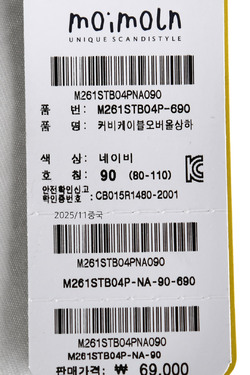 moimoln
UNIQUE SCANDISTYLE
M261STB04PNA090
품 번: M261STB04P-690
품 명: 커비케이블오버올상하
색 상: 네이비
호 칭: 90 (80-110)
안전확인신고
확인증번호 :CB015R1480-2001
2025/11중국
M261STB04PNA090
M261STB04P-NA-90-690
M261STB04PNA090
M261STB04P-NA-90
판매가격: ₩ 69,000